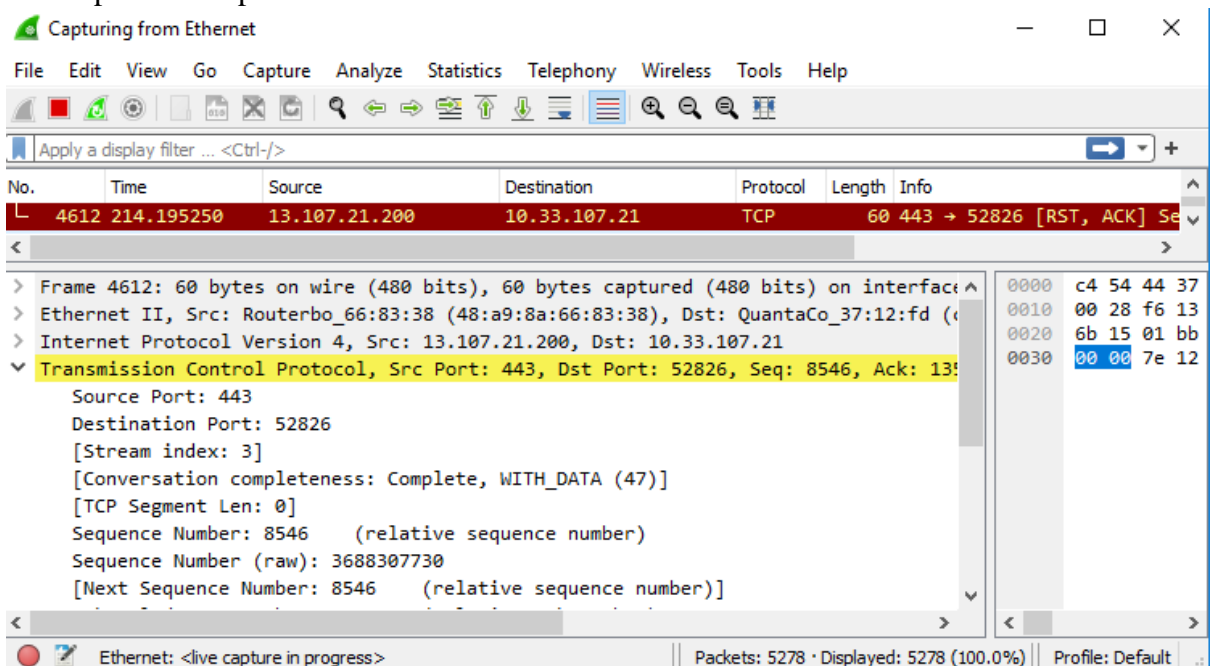 Capturing from Ethernet
File Edit View Go Capture Analyze Statistics Telephony Wireless Tools Help
Apply a display filter ... <Ctrl-/>
No. Time Source Destination Protocol Length Info
4612 214.195250 13.107.21.200 10.33.107.21 TCP 60 443 → 52826 [RST, ACK] Se
Frame 4612: 60 bytes on wire (480 bits), 60 bytes captured (480 bits) on interface
Ethernet II, Src: Routerbo_66:83:38 (48:a9:8a:66:83:38), Dst: QuantaCo_37:12:fd (
Internet Protocol Version 4, Src: 13.107.21.200, Dst: 10.33.107.21
Transmission Control Protocol, Src Port: 443, Dst Port: 52826, Seq: 8546, Ack: 135
Source Port: 443
Destination Port: 52826
[Stream index: 3]
[Conversation completeness: Complete, WITH_DATA (47)]
[TCP Segment Len: 0]
Sequence Number: 8546 (relative sequence number)
Sequence Number (raw): 3688307730
[Next Sequence Number: 8546 (relative sequence number)]
0000 c4 54 44 37
0010 00 28 f6 13
0020 6b 15 01 bb
0030 00 00 7e 12
Ethernet: <live capture in progress>
Packets: 5278 · Displayed: 5278 (100.0%)
Profile: Default